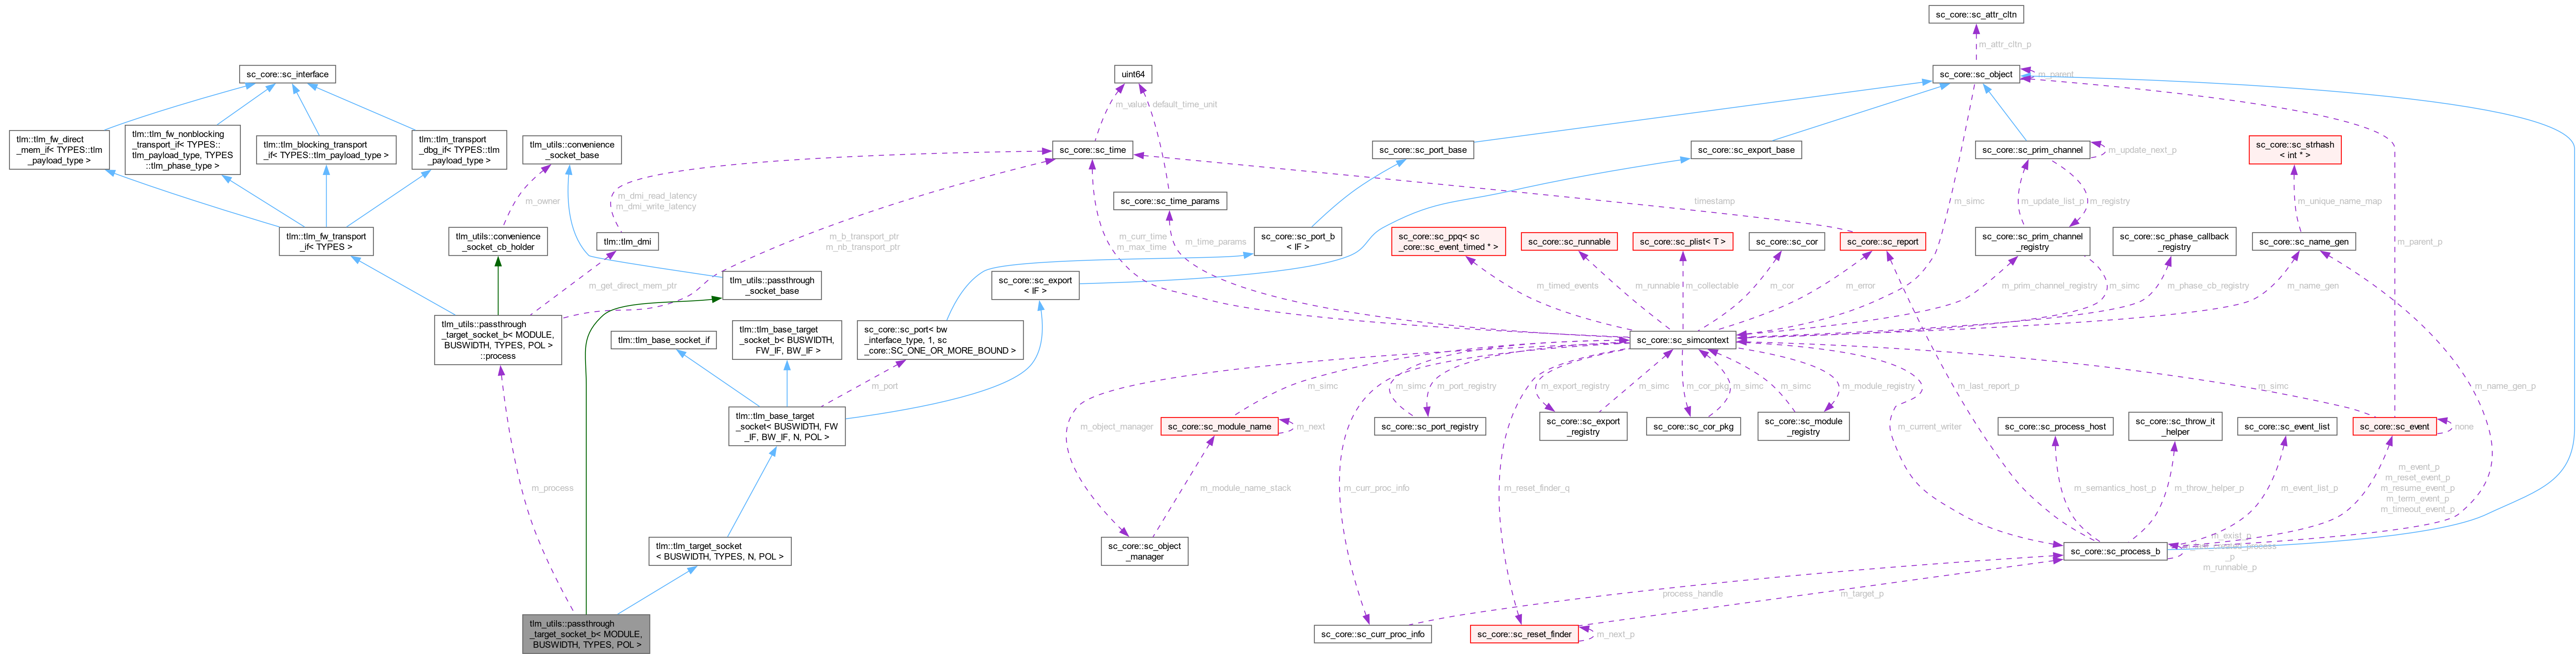 sc_core::sc_attr_cltn
m_attr_cltn_p
sc_core::sc_interface
uint64
sc_core::sc_object
m_parent
m_value
default_time_unit
tlm::tlm_fw_direct
_mem_if< TYPES::tlm
_payload_type >
tlm::tlm_fw_nonblocking
_transport_if< TYPES::
tlm_payload_type, TYPES
::tlm_phase_type >
tlm::tlm_blocking_transport
_if< TYPES::tlm_payload_type >
tlm::tlm_transport
_dbg_if< TYPES::tlm
_payload_type >
tlm_utils::convenience
_socket_base
sc_core::sc_time
sc_core::sc_port_base
sc_core::sc_export_base
sc_core::sc_prim_channel
m_update_next_p
sc_core::sc_strhash
< int * >
m_owner
m_dmi_read_latency
m_dmi_write_latency
sc_core::sc_time_params
timestamp
m_simc
m_update_list_p
m_registry
m_unique_name_map
tlm::tlm_fw_transport
_if< TYPES >
tlm_utils::convenience
_socket_cb_holder
tlm::tlm_dmi
m_b_transport_ptr
m_nb_transport_ptr
m_curr_time
m_max_time
m_time_params
sc_core::sc_port_b
< IF >
sc_core::sc_ppq< sc
_core::sc_event_timed * >
sc_core::sc_runnable
sc_core::sc_plist< T >
sc_core::sc_cor
sc_core::sc_report
sc_core::sc_prim_channel
_registry
sc_core::sc_phase_callback
_registry
sc_core::sc_name_gen
m_parent_p
m_get_direct_mem_ptr
tlm_utils::passthrough
_socket_base
sc_core::sc_export
< IF >
m_timed_events
m_runnable
m_collectable
m_cor
m_error
m_prim_channel_registry
m_simc
m_phase_cb_registry
m_name_gen
tlm_utils::passthrough
_target_socket_b< MODULE,
BUSWIDTH, TYPES, POL >
::process
tlm::tlm_base_socket_if
tlm::tlm_base_target
_socket_b< BUSWIDTH,
FW_IF, BW_IF >
sc_core::sc_port< bw
_interface_type, 1, sc
_core::SC_ONE_OR_MORE_BOUND >
sc_core::sc_simcontext
m_port
m_simc
m_port_registry
m_export_registry
m_simc
m_cor_pkg
m_simc
m_simc
m_module_registry
m_last_report_p
m_simc
m_name_gen_p
tlm::tlm_base_target
_socket< BUSWIDTH, FW
_IF, BW_IF, N, POL >
m_object_manager
sc_core::sc_module_name
m_next
sc_core::sc_port_registry
sc_core::sc_export
_registry
sc_core::sc_cor_pkg
sc_core::sc_module
_registry
m_current_writer
sc_core::sc_process_host
sc_core::sc_throw_it
_helper
sc_core::sc_event_list
sc_core::sc_event
none
m_process
m_module_name_stack
m_curr_proc_info
m_reset_finder_q
m_semantics_host_p
m_throw_helper_p
m_event_list_p
m_event_p
m_reset_event_p
m_resume_event_p
m_term_event_p
m_timeout_event_p
tlm::tlm_target_socket
< BUSWIDTH, TYPES, N, POL >
sc_core::sc_object
_manager
sc_core::sc_process_b
m_exist_p
_p
m_runnable_p
process_handle
m_target_p
tlm_utils::passthrough
_target_socket_b< MODULE,
BUSWIDTH, TYPES, POL >
sc_core::sc_curr_proc_info
sc_core::sc_reset_finder
m_next_p